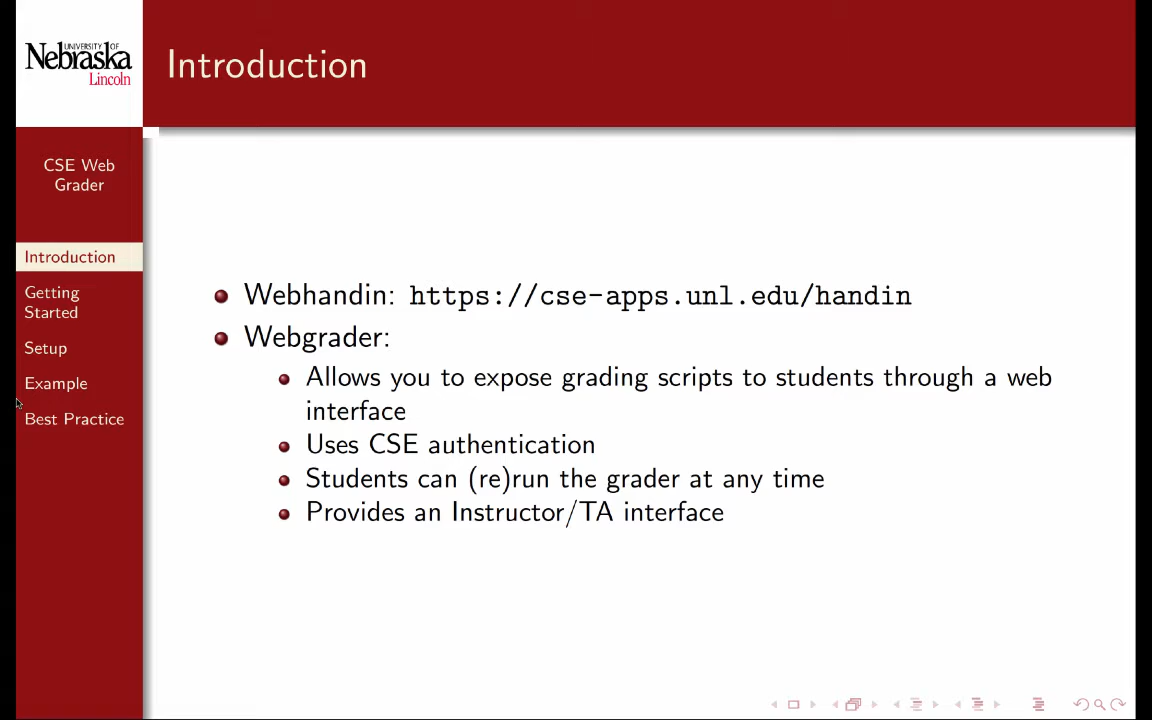 UNIVERSITY OF
Nebraska
Lincoln
Introduction
CSE Web
Grader
Introduction
Getting
Started
Setup
Example
Best Practice
Webhandin: https://cse-apps.unl.edu/handin
Webgrader:
Allows you to expose grading scripts to students through a web
interface
Uses CSE authentication
Students can (re)run the grader at any time
Provides an Instructor/TA interface